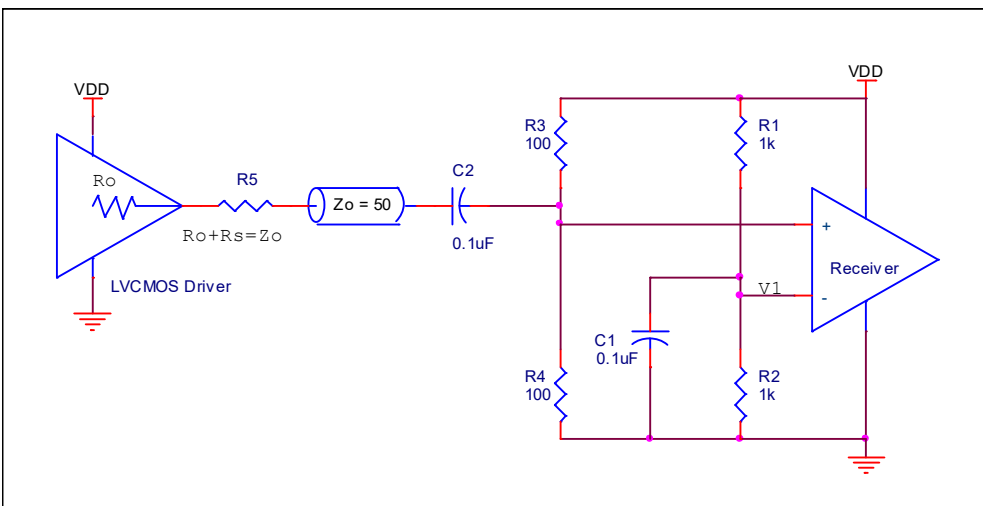 VDD
Ro
R5
Ro+Rs=Zo
LVCMOS Driver
Zo = 50
C2
0.1uF
R3
100
R4
100
VDD
R1
1k
C1
0.1uF
V1
R2
1k
+
-
Receiver